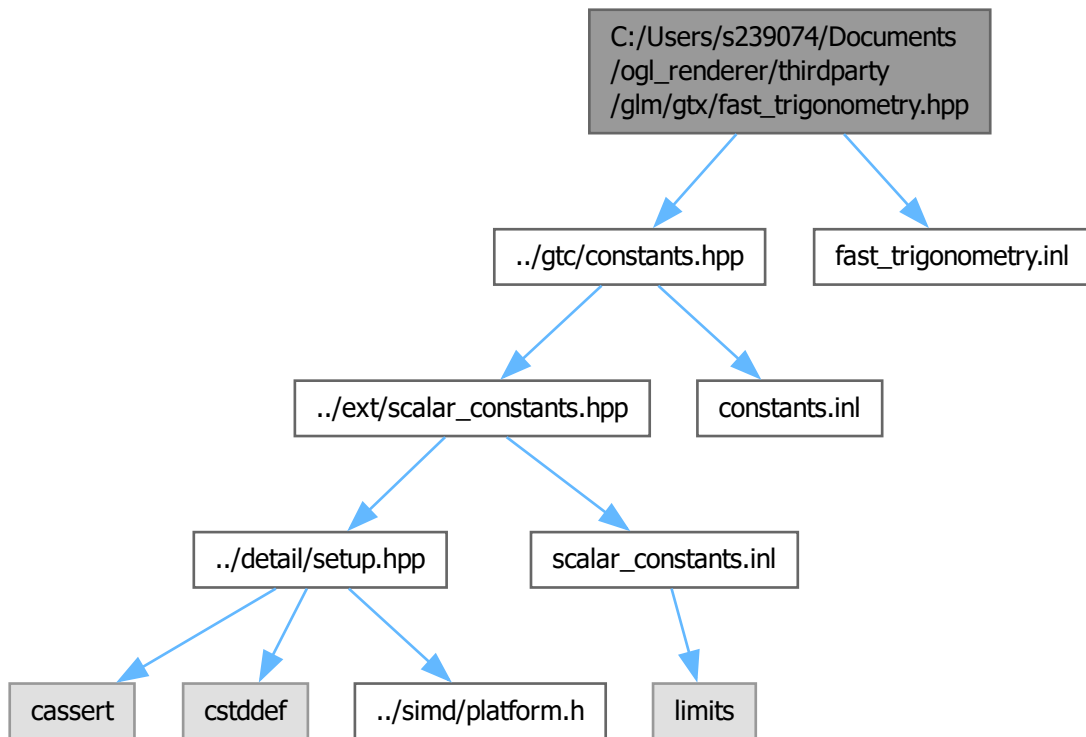 C:/Users/s239074/Documents
/ogl_renderer/thirdparty
/glm/gtx/fast_trigonometry.hpp
../gtc/constants.hpp
fast_trigonometry.inl
../ext/scalar_constants.hpp
constants.inl
../detail/setup.hpp
scalar_constants.inl
cassert
cstddef
../simd/platform.h
limits